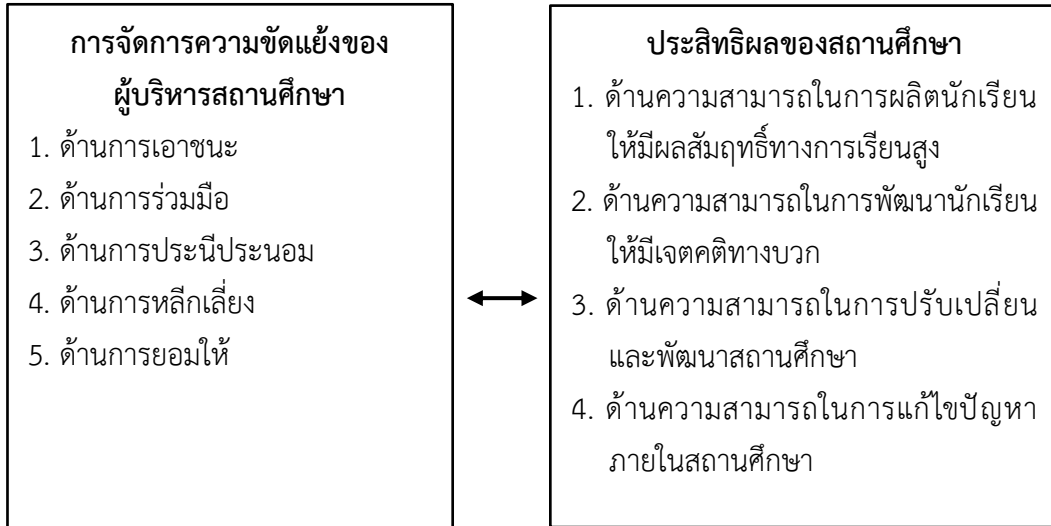 การจัดการความขัดแย้งของ
ผู้บริหารสถานศึกษา
1. ด้านการเอาชนะ
2. ด้านการร่วมมือ
3. ด้านการประนีประนอม
4. ด้านการหลีกเลี่ยง
5. ด้านการยอมให้
ประสิทธิผลของสถานศึกษา
1. ด้านความสามารถในการผลิตนักเรียน
ให้มีผลสัมฤทธิ์ทางการเรียนสูง
2. ด้านความสามารถในการพัฒนานักเรียน
ให้มีเจตคติทางบวก
3. ด้านความสามารถในการปรับเปลี่ยน
และพัฒนาสถานศึกษา
4. ด้านความสามารถในการแก้ไขปัญหา
ภายในสถานศึกษา